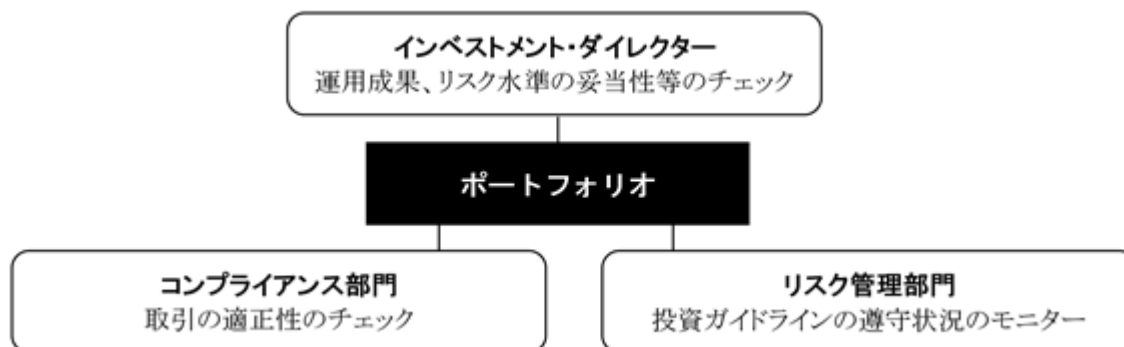 インベストメント・ダイレクター
運用成果、リスク水準の妥当性等のチェック
ポートフォリオ
コンプライアンス部門
取引の適正性のチェック
リスク管理部門
投資ガイドラインの遵守状況のモニター